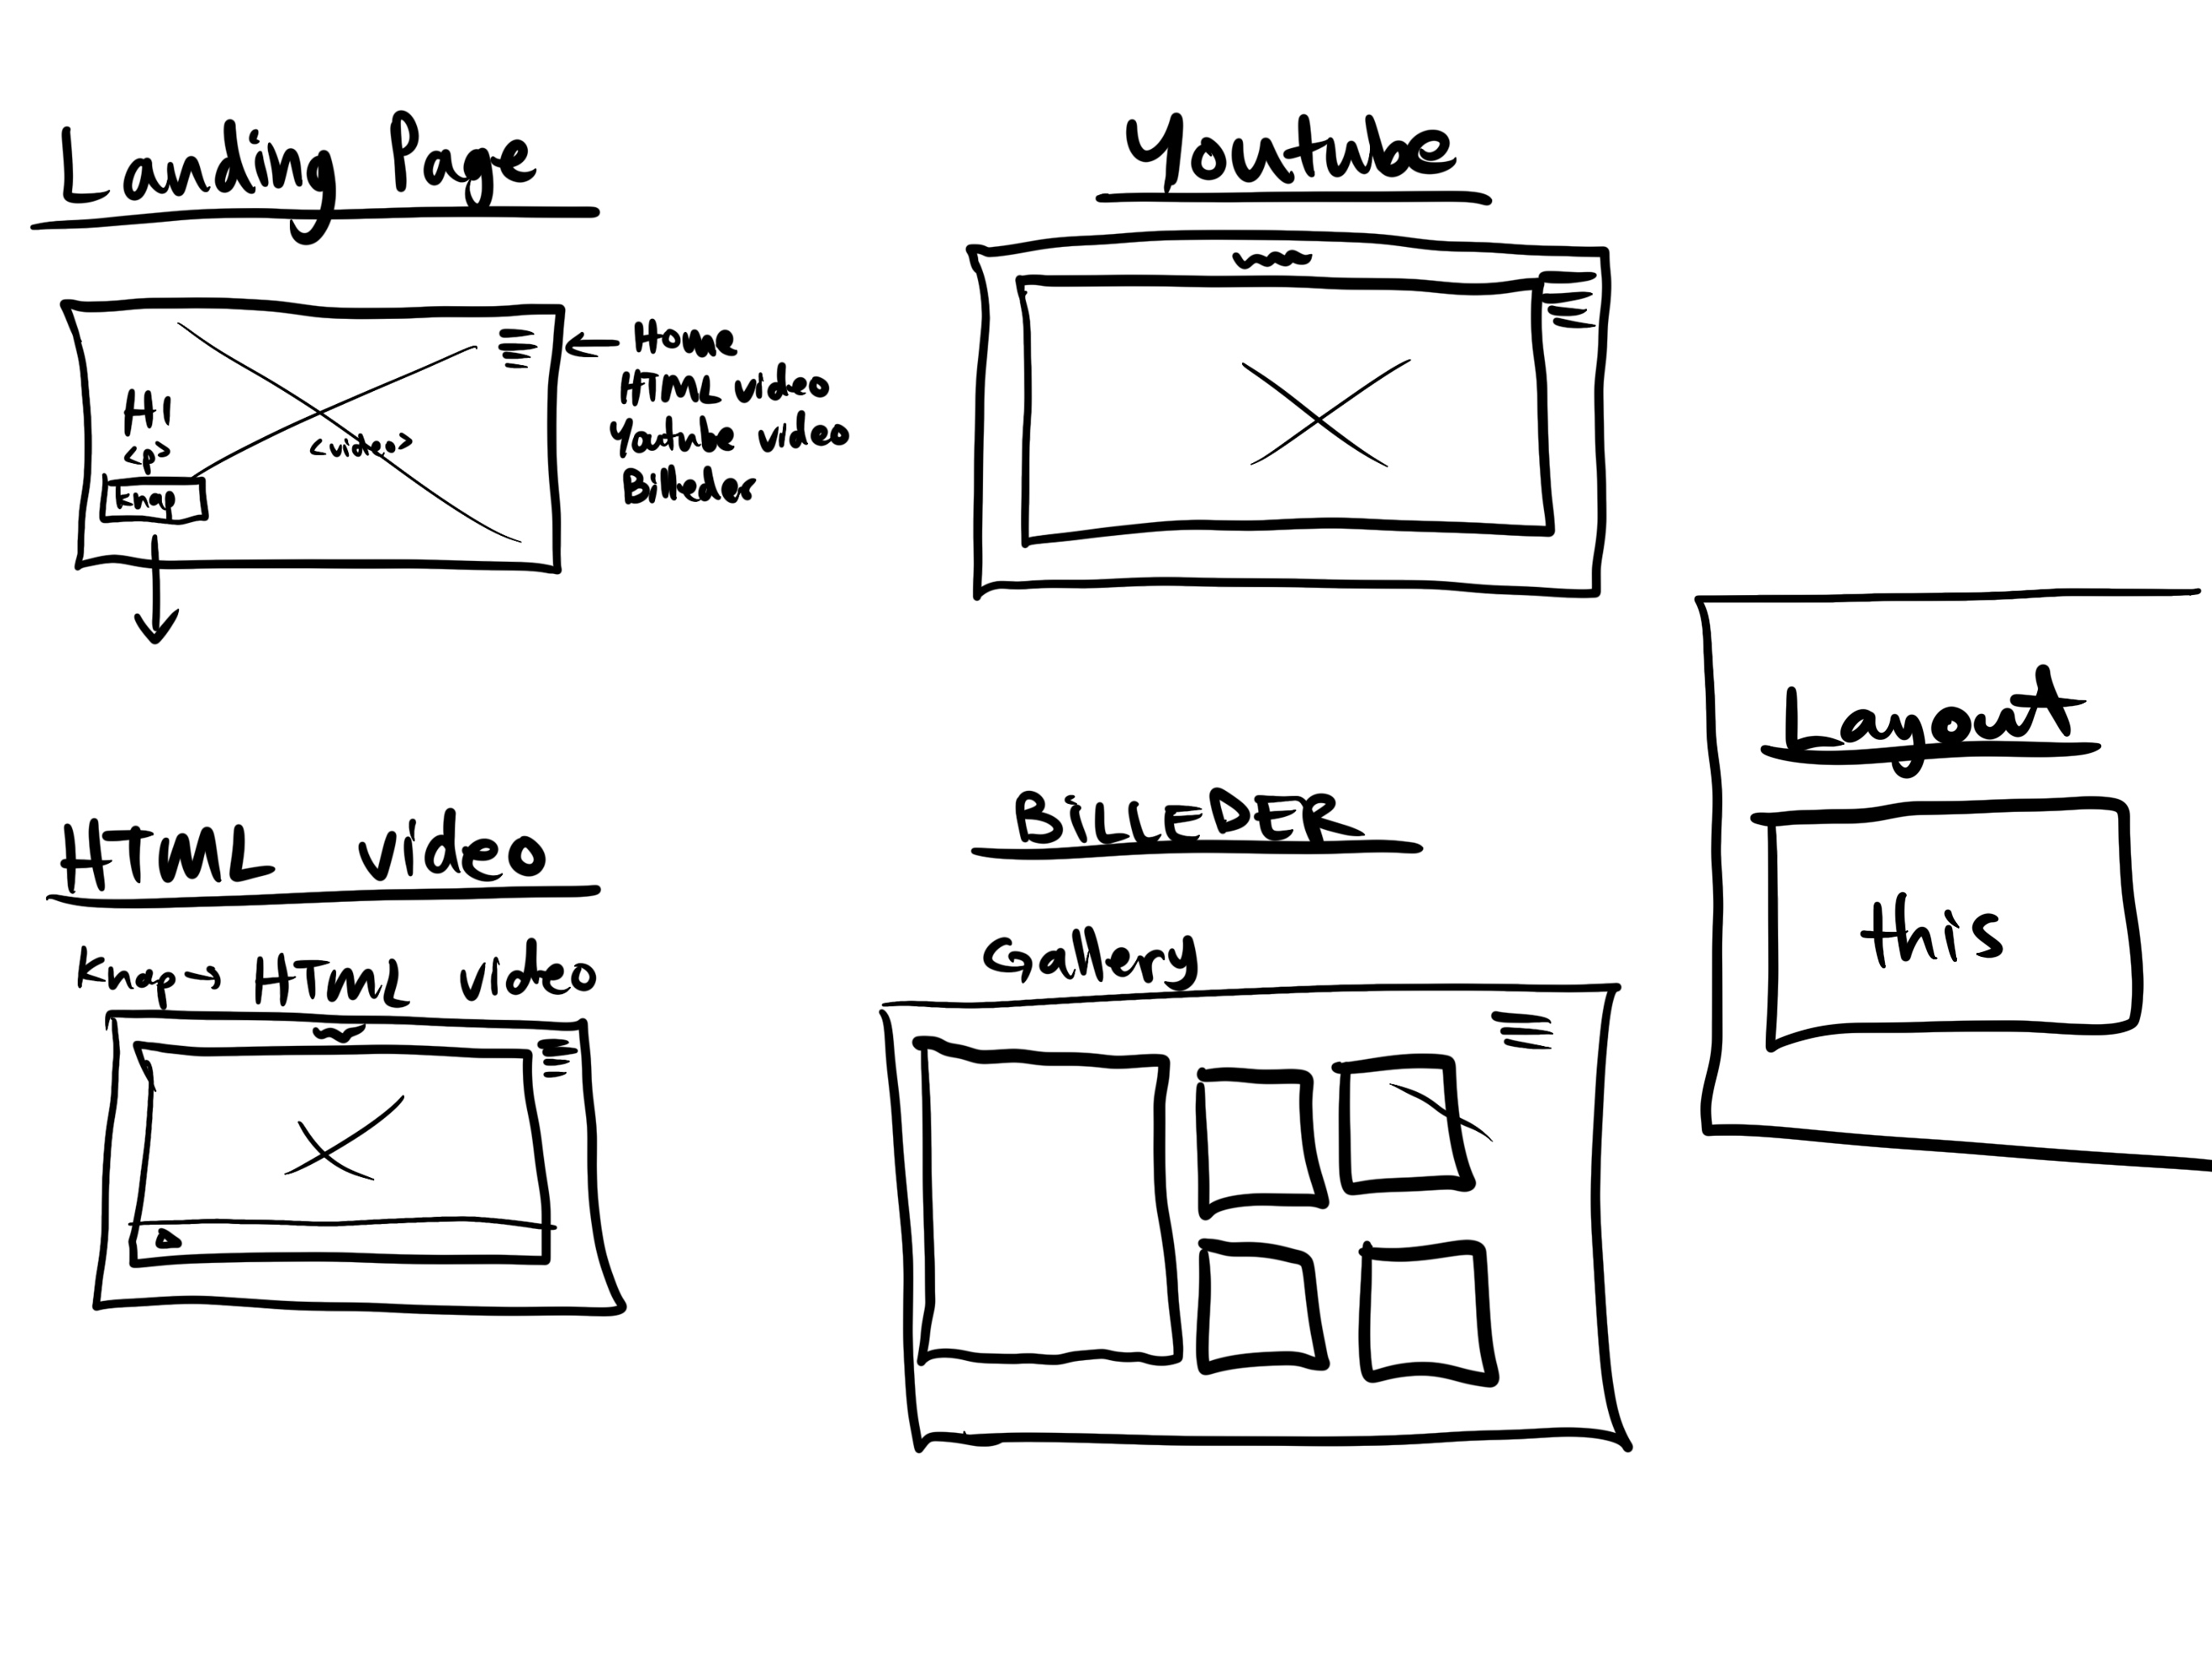 Landing Page
H1
<p>
knap
<video>
Home
HTML video
Youtube video
Billeder
Youtube
HTML video
Knap -> HTML video
BiLLEDER
Gallery
Layout
this